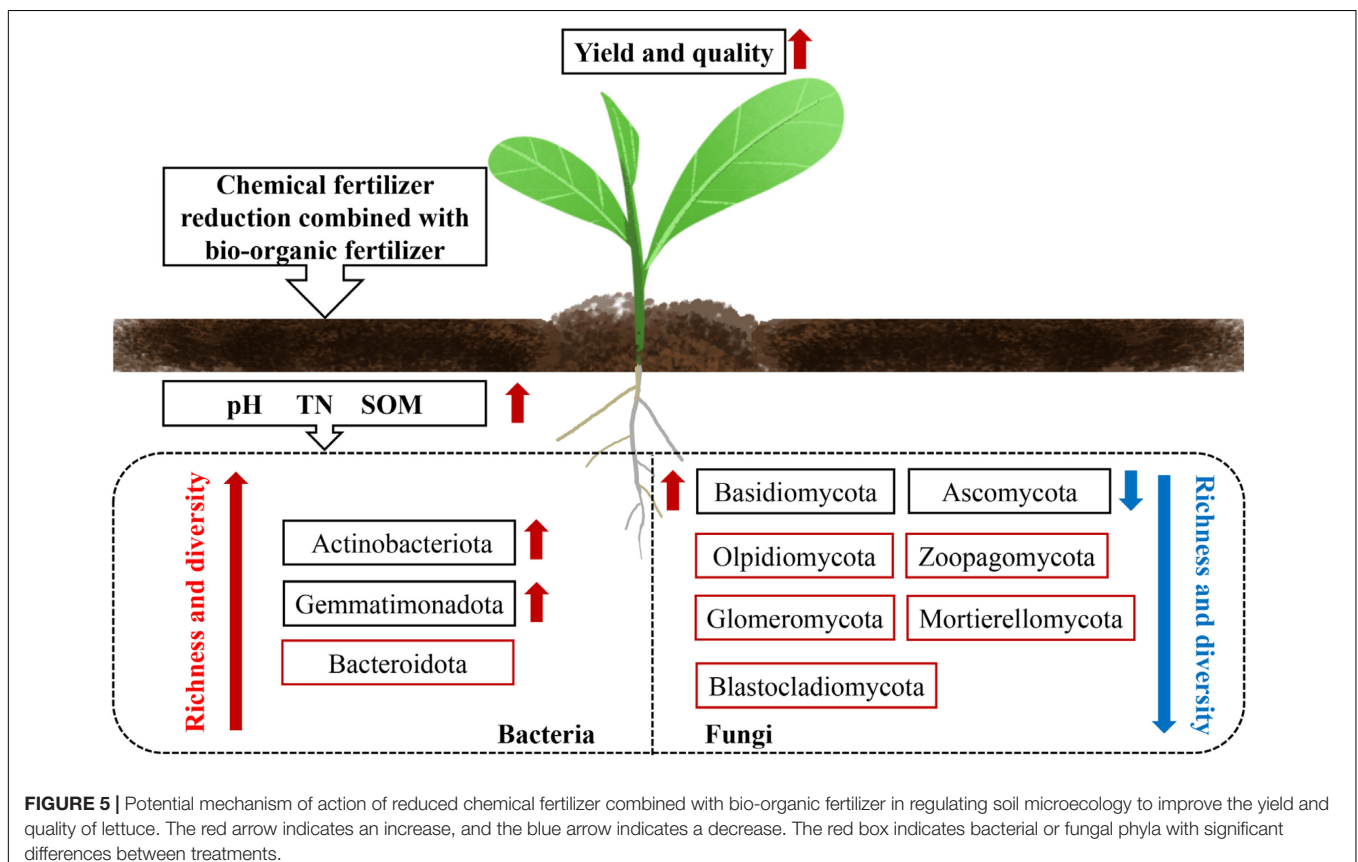 Yield and quality
Chemical fertilizer
reduction combined with
bio-organic fertilizer
pH TN SOM
Richness and diversity
Actinobacteriota
Gemmatimonadota
Bacteroidota
Bacteria
Basidiomycota
Ascomycota
Olpidiomycota
Zoopagomycota
Glomeromycota
Mortierellomycota
Blastocladiomycota
Fungi
Richness and diversity
FIGURE 5 | Potential mechanism of action of reduced chemical fertilizer combined with bio-organic fertilizer in regulating soil microecology to improve the yield and
quality of lettuce. The red arrow indicates an increase, and the blue arrow indicates a decrease. The red box indicates bacterial or fungal phyla with significant
differences between treatments.